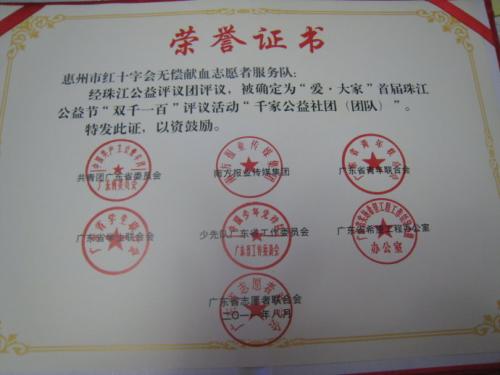 荣誉证书
惠州市红十字会无偿献血志愿者服务队：
经珠江公益评议团评议，被确定为“爱·大家”首届珠江
公益节“双千一百”评议活动“千家公益社团（团队）”。
特发此证，以资鼓励。
共青团广东省委员会 南方报业传媒集团 广东省青年联合会
广东省学生联合会 少先队广东省工作委员会 广东省希望工程办公室
办公室
广东省志愿者联合会
二〇一一年八月